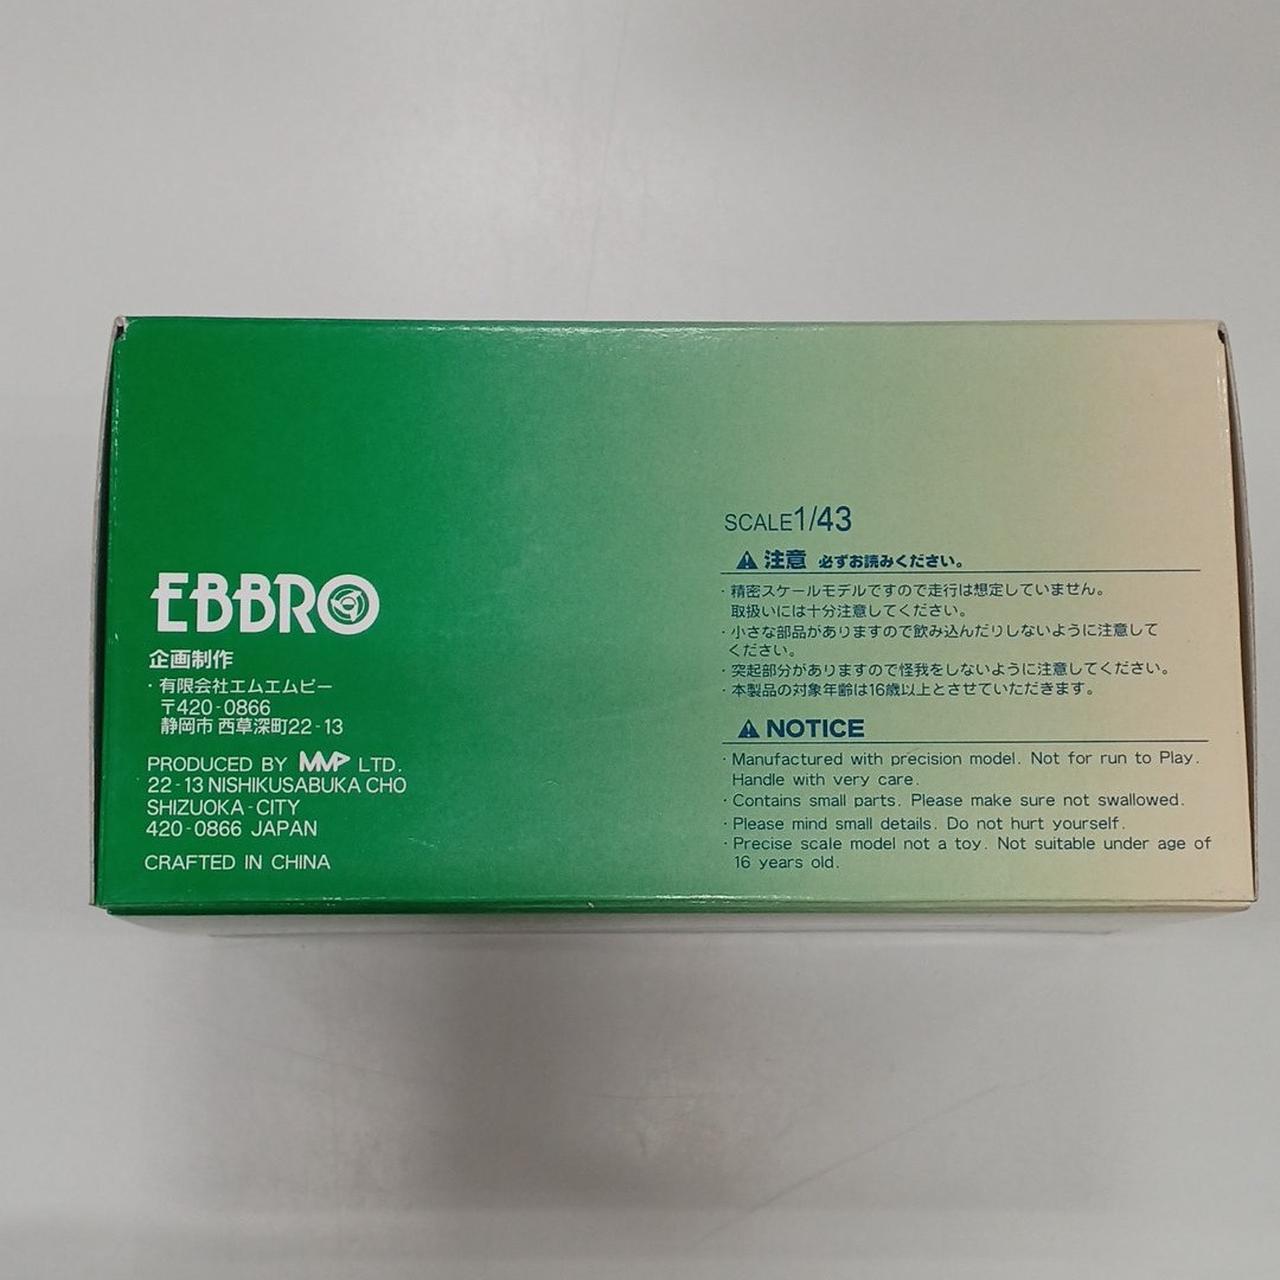 EBBRO
企画制作
・有限会社エムエムピー
〒420-0866
静岡市 西草深町22-13
PRODUCED BY MMP LTD.
22-13 NISHIKUSABUKA CHO
SHIZUOKA-CITY
420-0866 JAPAN
CRAFTED IN CHINA
SCALE1/43
注意 必ずお読みください。
・精密スケールモデルですので走行は想定していません。
取扱いには十分注意してください。
・小さな部品がありますので飲み込んだりしないように注意して
ください。
・突起部分がありますので怪我をしないように注意してください。
・本製品の対象年齢は16歳以上とさせていただきます。
NOTICE
・Manufactured with precision model. Not for run to Play.
Handle with very care.
・Contains small parts. Please make sure not swallowed.
・Please mind small details. Do not hurt yourself.
・Precise scale model not a toy. Not suitable under age of
16 years old.